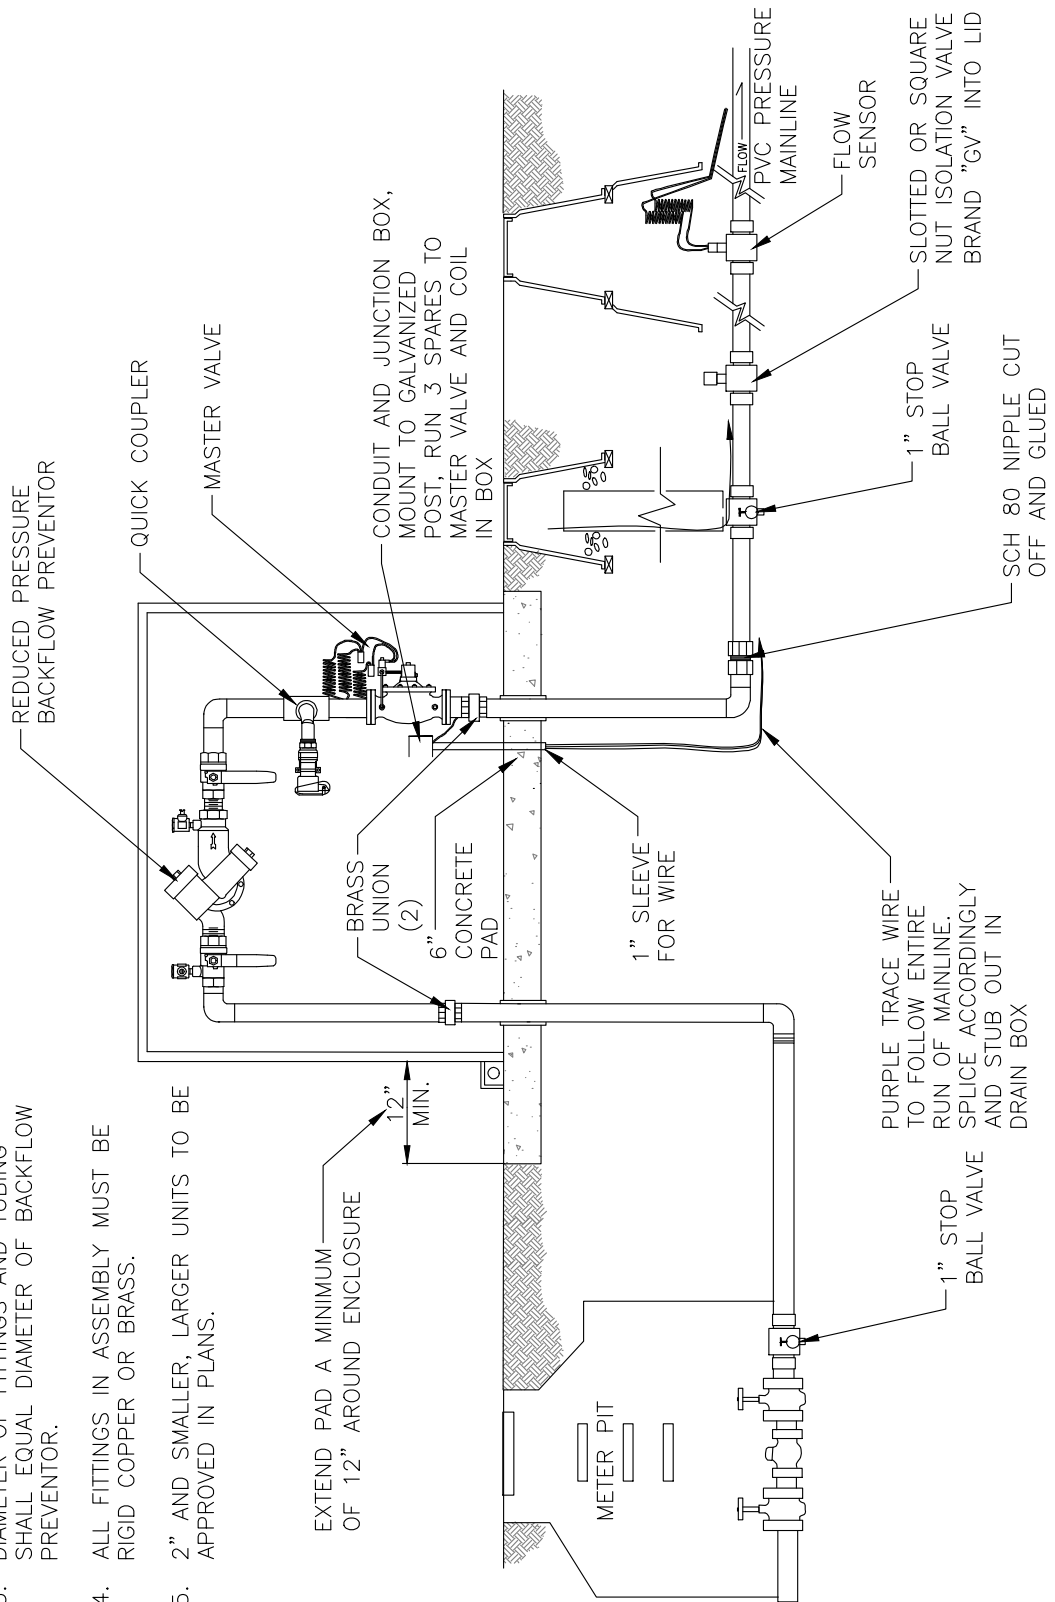 DIAMETER OF FITTINGS AND TUBING
SHALL EQUAL DIAMETER OF BACKFLOW
PREVENTOR.
4. ALL FITTINGS IN ASSEMBLY MUST BE
RIGID COPPER OR BRASS.
5. 2" AND SMALLER, LARGER UNITS TO BE
APPROVED IN PLANS.
REDUCED PRESSURE
BACKFLOW PREVENTOR
QUICK COUPLER
MASTER VALVE
CONDUIT AND JUNCTION BOX,
MOUNT TO GALVANIZED
POST, RUN 3 SPARES TO
MASTER VALVE AND COIL
IN BOX
EXTEND PAD A MINIMUM
OF 12" AROUND ENCLOSURE
12"
MIN.
BRASS
UNION
(2)
6"
CONCRETE
PAD
1" SLEEVE
FOR WIRE
METER PIT
FLOW
PVC PRESSURE
MAINLINE
FLOW
SENSOR
SLOTTED OR SQUARE
NUT ISOLATION VALVE
BRAND "GV" INTO LID
1" STOP
BALL VALVE
SCH 80 NIPPLE CUT
OFF AND GLUED
PURPLE TRACE WIRE
TO FOLLOW ENTIRE
RUN OF MAINLINE.
SPLICE ACCORDINGLY
AND STUB OUT IN
DRAIN BOX
1" STOP
BALL VALVE